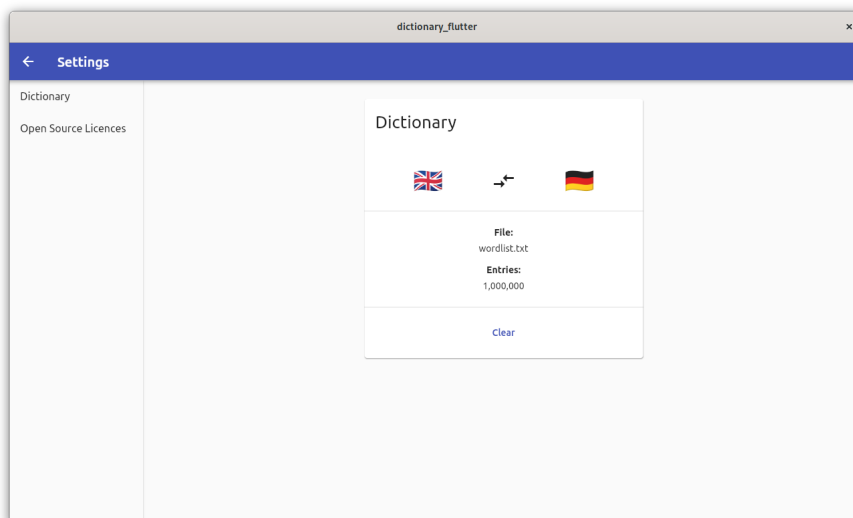 dictionary_flutter
Settings
Dictionary
Open Source Licences
Dictionary
File:
wordlist.txt
Entries:
1,000,000
Clear